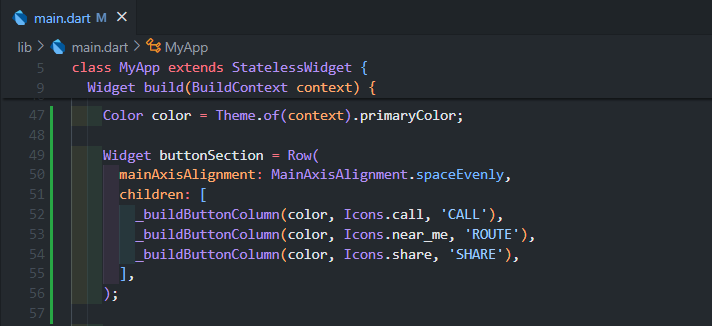 main.dart M ×
lib > main.dart > MyApp
5 class MyApp extends StatelessWidget {
9 Widget build(BuildContext context) {
47 Color color = Theme.of(context).primaryColor;
48
49 Widget buttonSection = Row(
50 mainAxisAlignment: MainAxisAlignment.spaceEvenly,
51 children: [
52 _buildButtonColumn(color, Icons.call, 'CALL'),
53 _buildButtonColumn(color, Icons.near_me, 'ROUTE'),
54 _buildButtonColumn(color, Icons.share, 'SHARE'),
55 ],
56 );
57